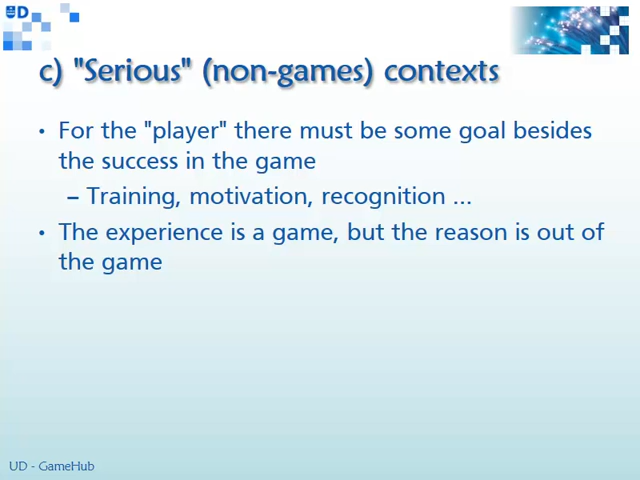 UD
c) "Serious" (non-games) contexts
• For the "player" there must be some goal besides
the success in the game
– Training, motivation, recognition ...
• The experience is a game, but the reason is out of
the game
UD - GameHub